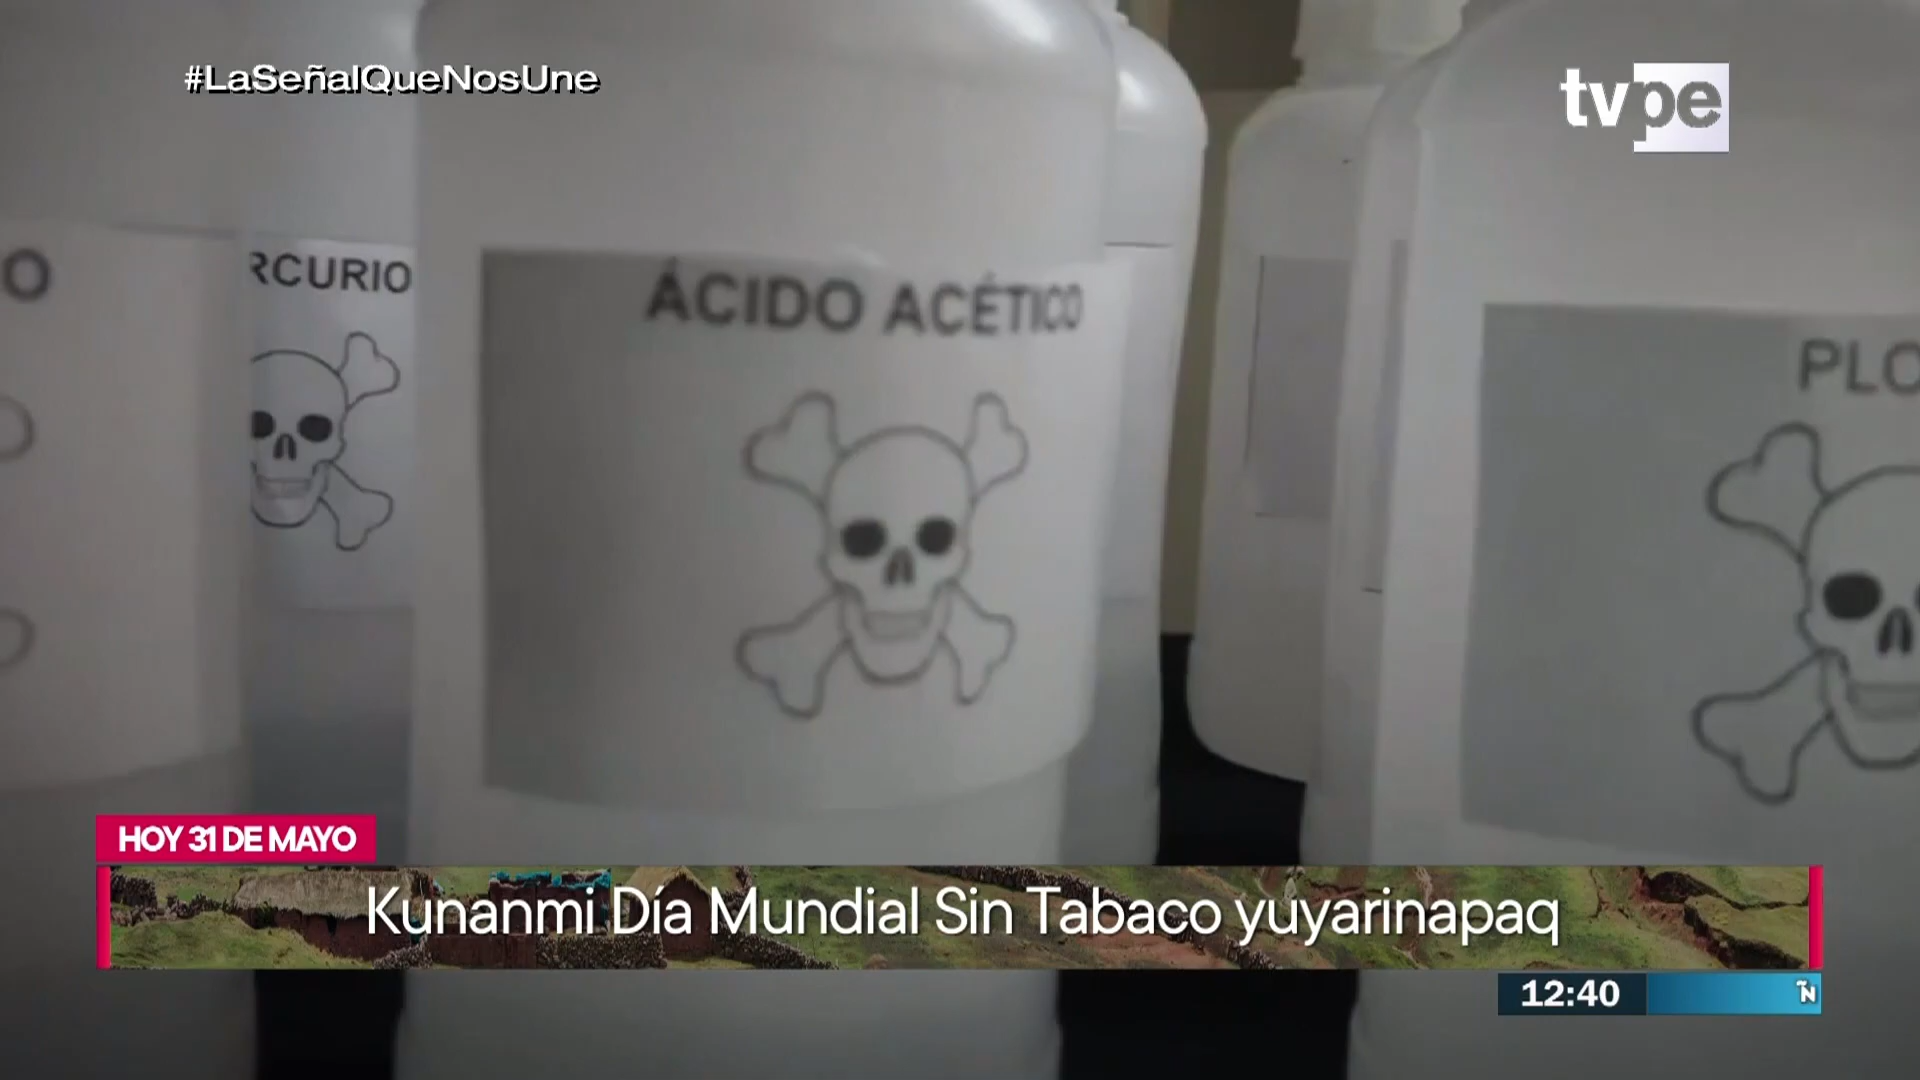 #LaSeñalQueNosUne
tvpe
RCURIO
ÁCIDO ACÉTICO
PLO
HOY 31 DE MAYO
Kunanmi Día Mundial Sin Tabaco yuyarinapaq
12:40
Ñ